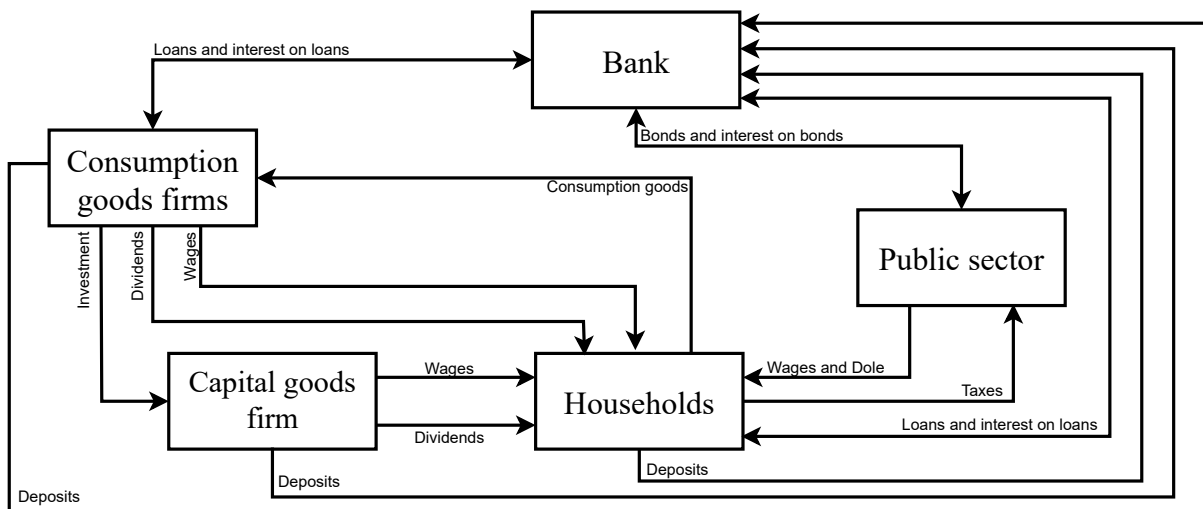 Loans and interest on loans
Bank
Bonds and interest on bonds
Consumption
goods firms
Consumption goods
Investment
Dividends
Wages
Public sector
Capital goods
firm
Wages
Dividends
Households
Wages and Dole
Taxes
Loans and interest on loans
Deposits
Deposits
Deposits